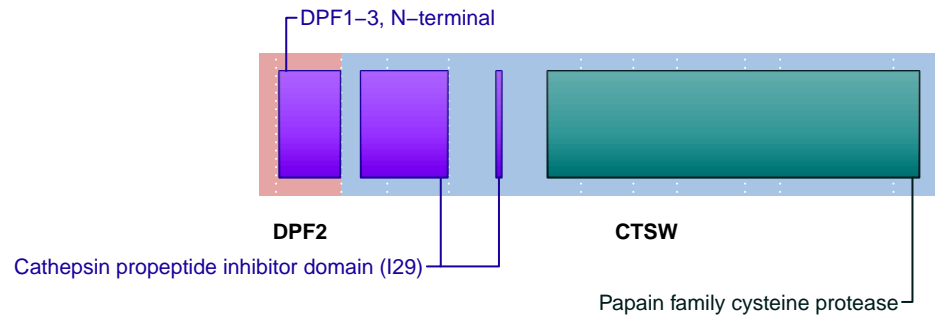 DPF1−3, N−terminal
DPF2
CTSW
Cathepsin propeptide inhibitor domain (I29)
Papain family cysteine protease